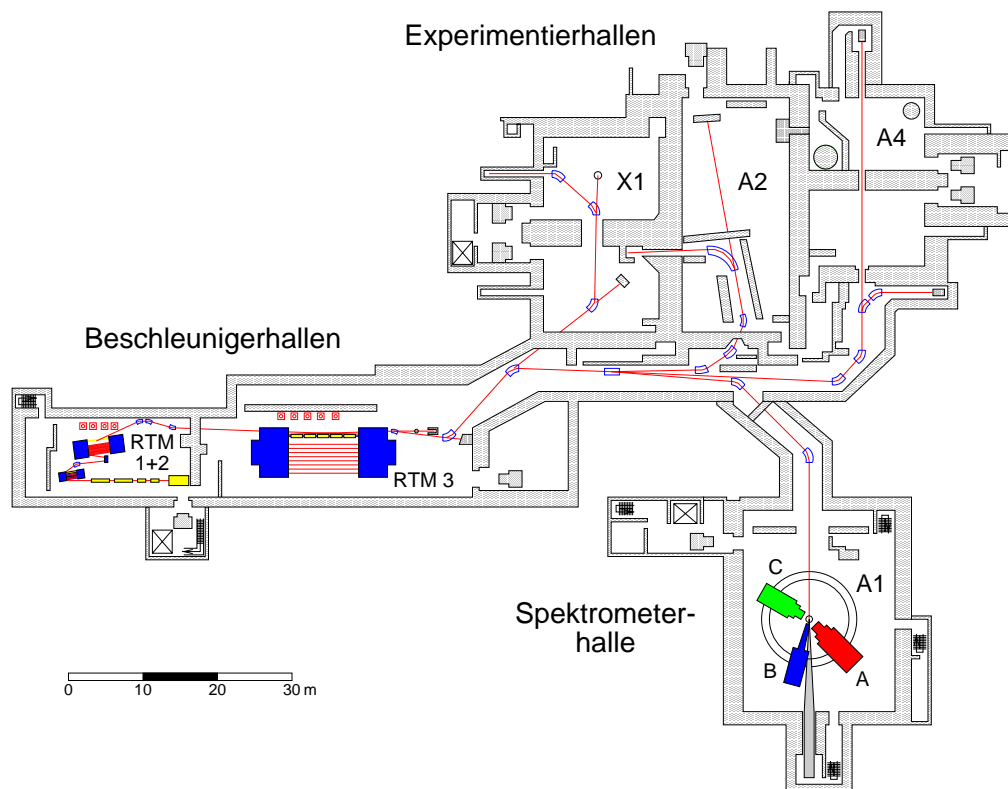 Experimentierhallen
X1
A2
A4
Beschleunigerhallen
RTM
1+2
RTM 3
Spektrometer-
halle
A1
C
B
A
0 10 20 30 m